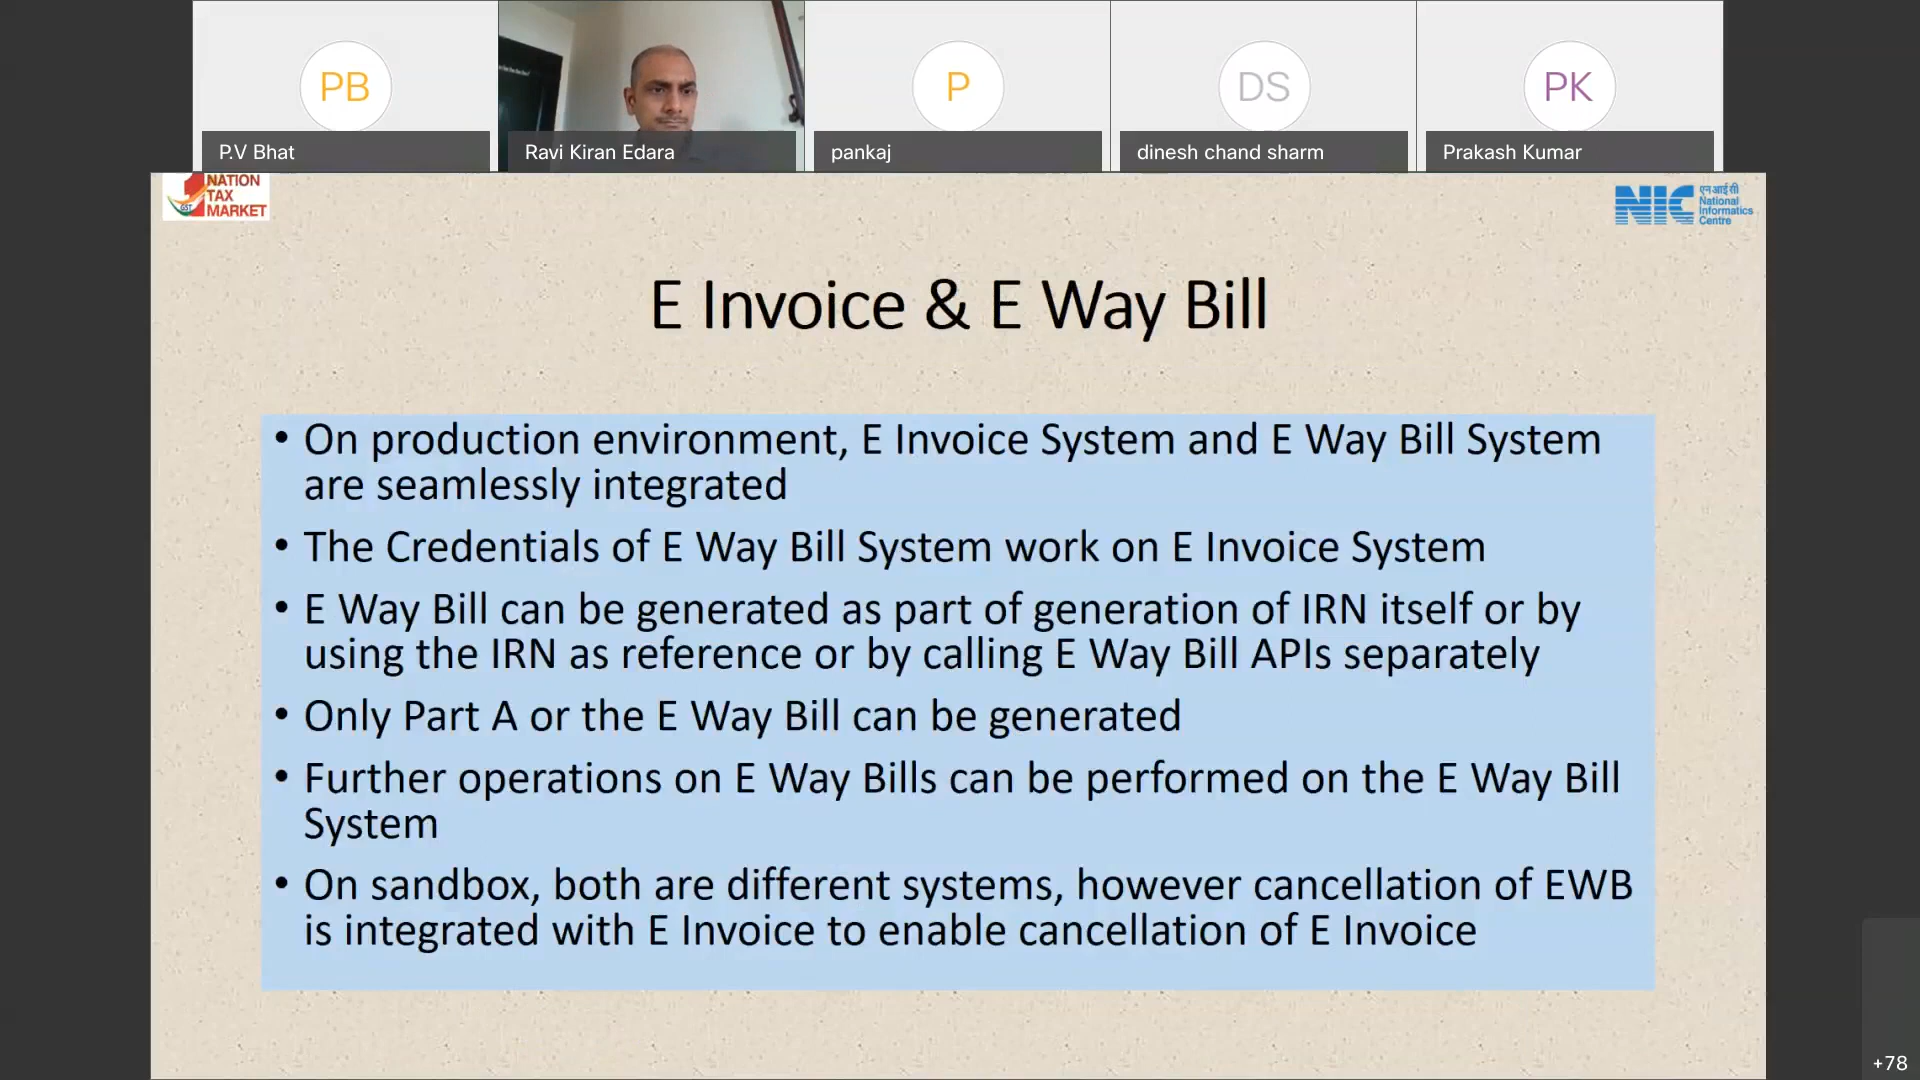 PB
P
DS
PK
P.V Bhat
Ravi Kiran Edara
pankaj
dinesh chand sharm
Prakash Kumar
NATION
TAX
MARKET
GST
NIC
एन आई सी
National
Informatics
Centre
E Invoice & E Way Bill
• On production environment, E Invoice System and E Way Bill System
are seamlessly integrated
• The Credentials of E Way Bill System work on E Invoice System
• E Way Bill can be generated as part of generation of IRN itself or by
using the IRN as reference or by calling E Way Bill APIs separately
• Only Part A or the E Way Bill can be generated
• Further operations on E Way Bills can be performed on the E Way Bill
System
• On sandbox, both are different systems, however cancellation of EWB
is integrated with E Invoice to enable cancellation of E Invoice
+78